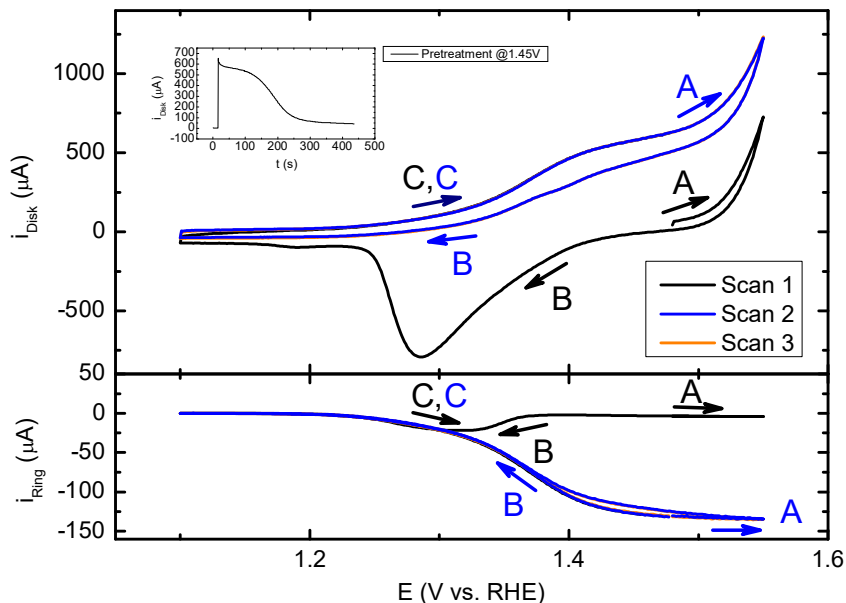 1000
500
0
-500
i_Disk (μA)
700
600
500
400
300
200
100
0
-100
i_Disk (μA)
0 100 200 300 400 500
t (s)
Pretreatment @1.45V
A
C,C
A
B
B
Scan 1
Scan 2
Scan 3
50
0
-50
-100
-150
i_Ring (μA)
C,C
A
B
B
A
1.2 1.4 1.6
E (V vs. RHE)